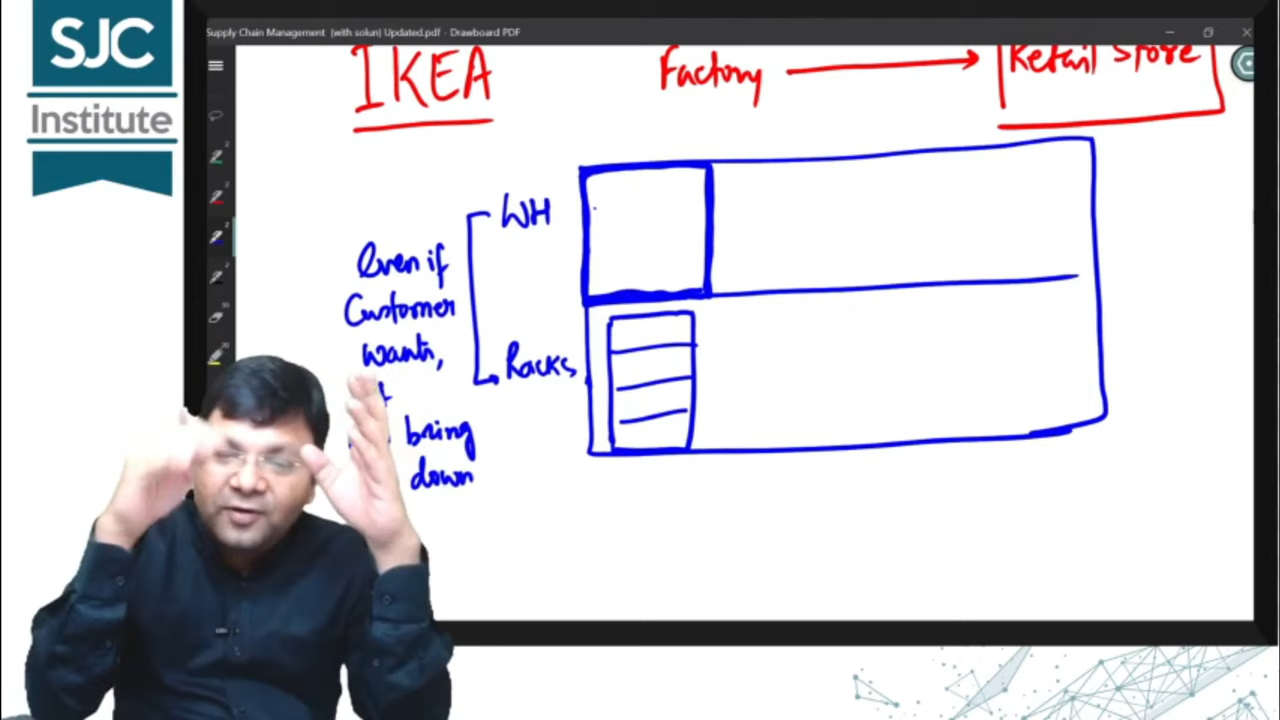 SJC
Institute
Supply Chain Management (with solun) Updated.pdf - Drawboard PDF
IKEA
Factory
Retail Store
WH
Even if
Customer
wants,
Racks
bring
down